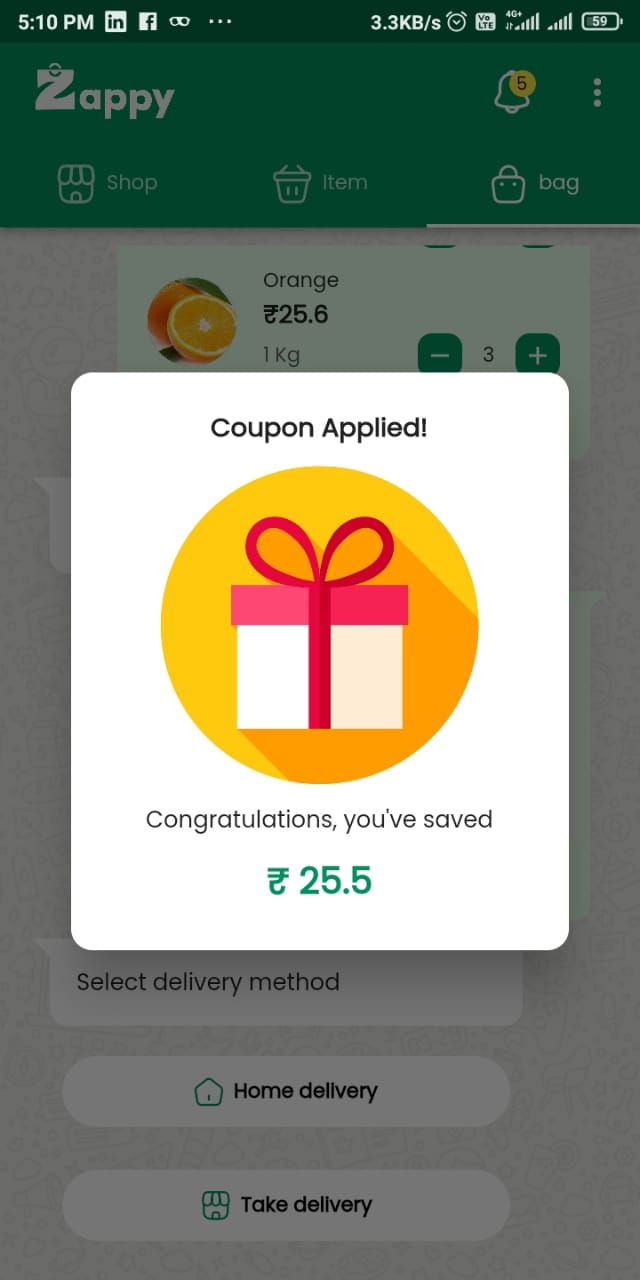 5:10 PM in f ... 3.3KB/s Vo LTE 4G+ 59
Zappy 5
Shop Item bag
Orange
₹25.6
1 Kg − 3 +
Coupon Applied!
Congratulations, you've saved
₹ 25.5
Select delivery method
Home delivery
Take delivery